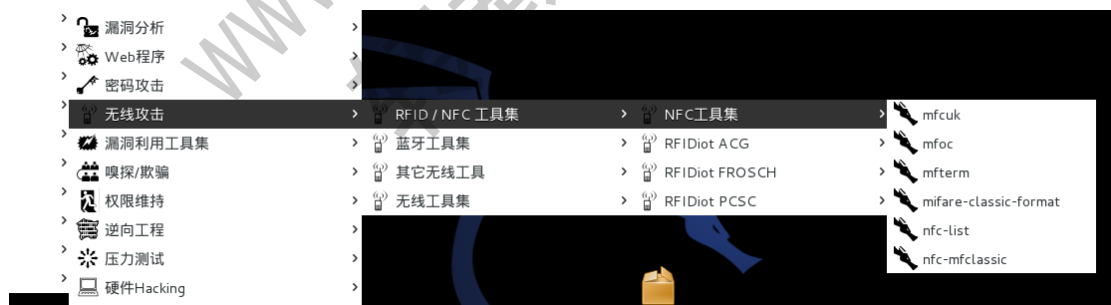 漏洞分析
Web程序
密码攻击
无线攻击
漏洞利用工具集
嗅探/欺骗
权限维持
逆向工程
压力测试
硬件Hacking
RFID / NFC 工具集
蓝牙工具集
其它无线工具
无线工具集
NFC工具集
RFIDiot ACG
RFIDiot FROSCH
RFIDiot PCSC
mfcuk
mfoc
mfterm
mifare-classic-format
nfc-list
nfc-mfclassic